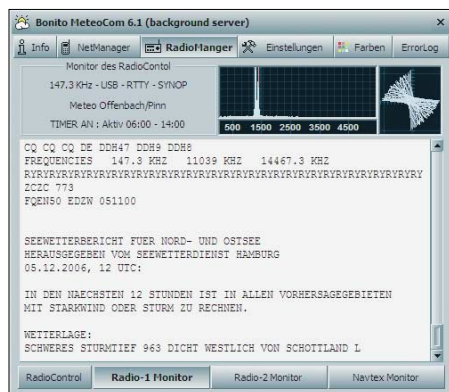 Bonito MeteoCom 6.1 (background server)
Info NetManager RadioManger Einstellungen Farben ErrorLog
Monitor des RadioContol
147.3 KHz - USB - RTTY - SYNOP
Meteo Offenbach/Pinn
TIMER AN : Aktiv 06:00 - 14:00
500 1500 2500 3500 4500
CQ CQ CQ DE DDH47 DDH9 DDH8
FREQUENCIES 147.3 KHZ 11039 KHZ 14467.3 KHZ
RYRYRYRYRYRYRYRYRYRYRYRYRYRYRYRYRYRYRYRYRYRYRYRYRYRYRYRYRY
ZCZC 773
FQEN50 EDZW 051100
SEEWETTERBERICHT FUER NORD- UND OSTSEE
HERAUSGEGEBEN VOM SEEWETTERDIENST HAMBURG
05.12.2006, 12 UTC:
IN DEN NAECHSTEN 12 STUNDEN IST IN ALLEN VORHERSAGEGEBIETEN
MIT STARKWIND ODER STURM ZU RECHNEN.
WETTERLAGE:
SCHWERES STURMTIEF 963 DICHT WESTLICH VON SCHOTTLAND L
RadioControl Radio-1 Monitor Radio-2 Monitor Navtex Monitor